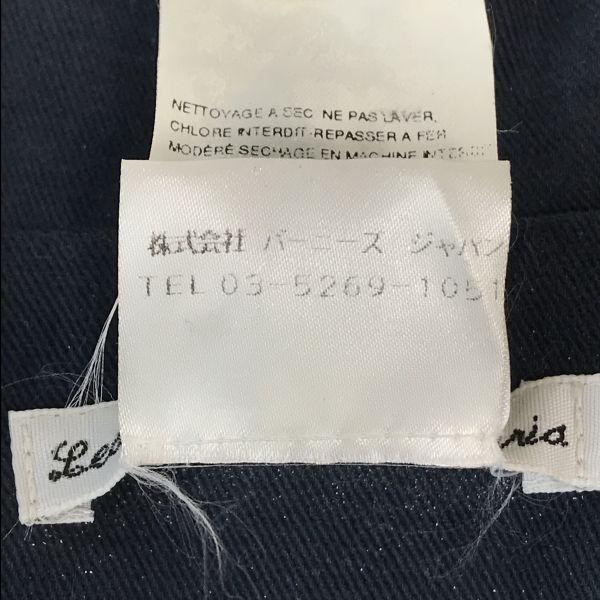 NETTOYAGE A SEC NE PAS LAVER.
CHLORE INTERDIT-REPASSER A FER
MODÉRÉ SECHAGE EN MACHINE INTERDIT
株式会社 バーニーズ ジャパン
TEL 03-5269-1051